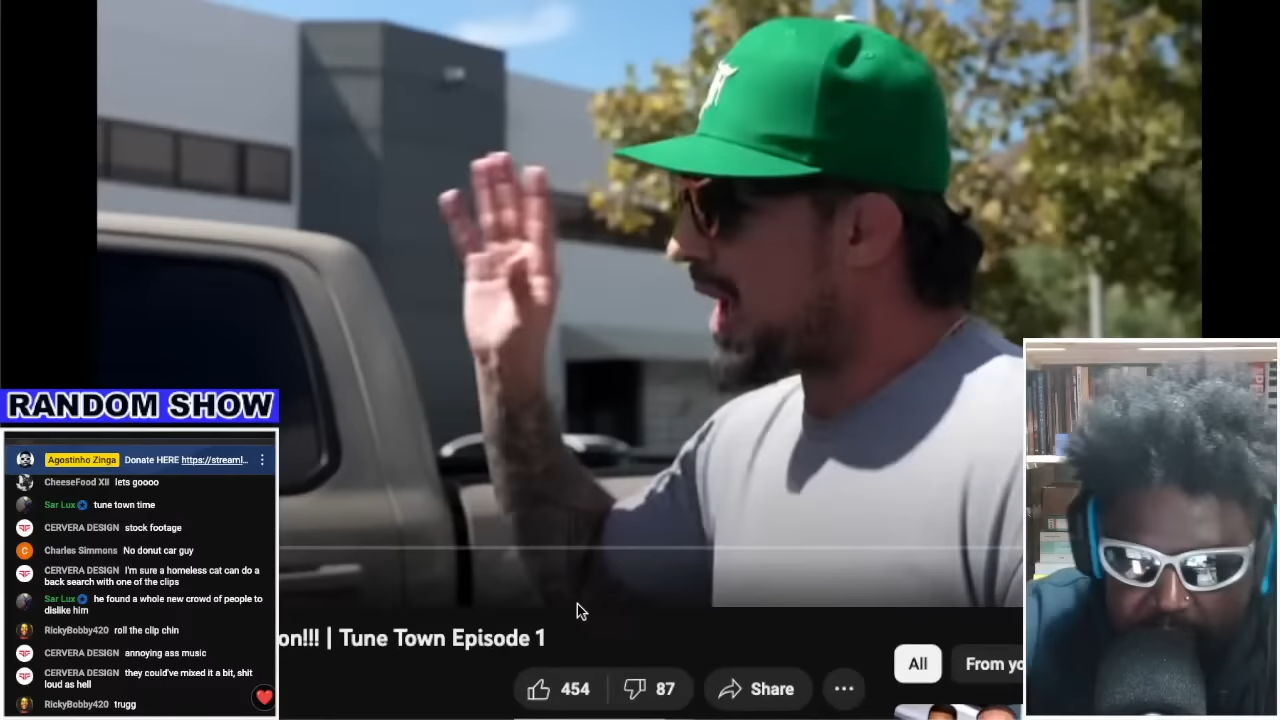 RANDOM SHOW
Agostinho Zinga Donate HERE https://streaml...
CheeseFood XII lets goooo
Sar Lux tune town time
CERVERA DESIGN stock footage
Charles Simmons No donut car guy
CERVERA DESIGN I'm sure a homeless cat can do a
back search with one of the clips
Sar Lux he found a whole new crowd of people to
dislike him
RickyBobby420 roll the clip chin
CERVERA DESIGN annoying ass music
CERVERA DESIGN they could've mixed it a bit, shit
loud as hell
RickyBobby420 trugg
on!!! | Tune Town Episode 1
454 87 Share
All From yo